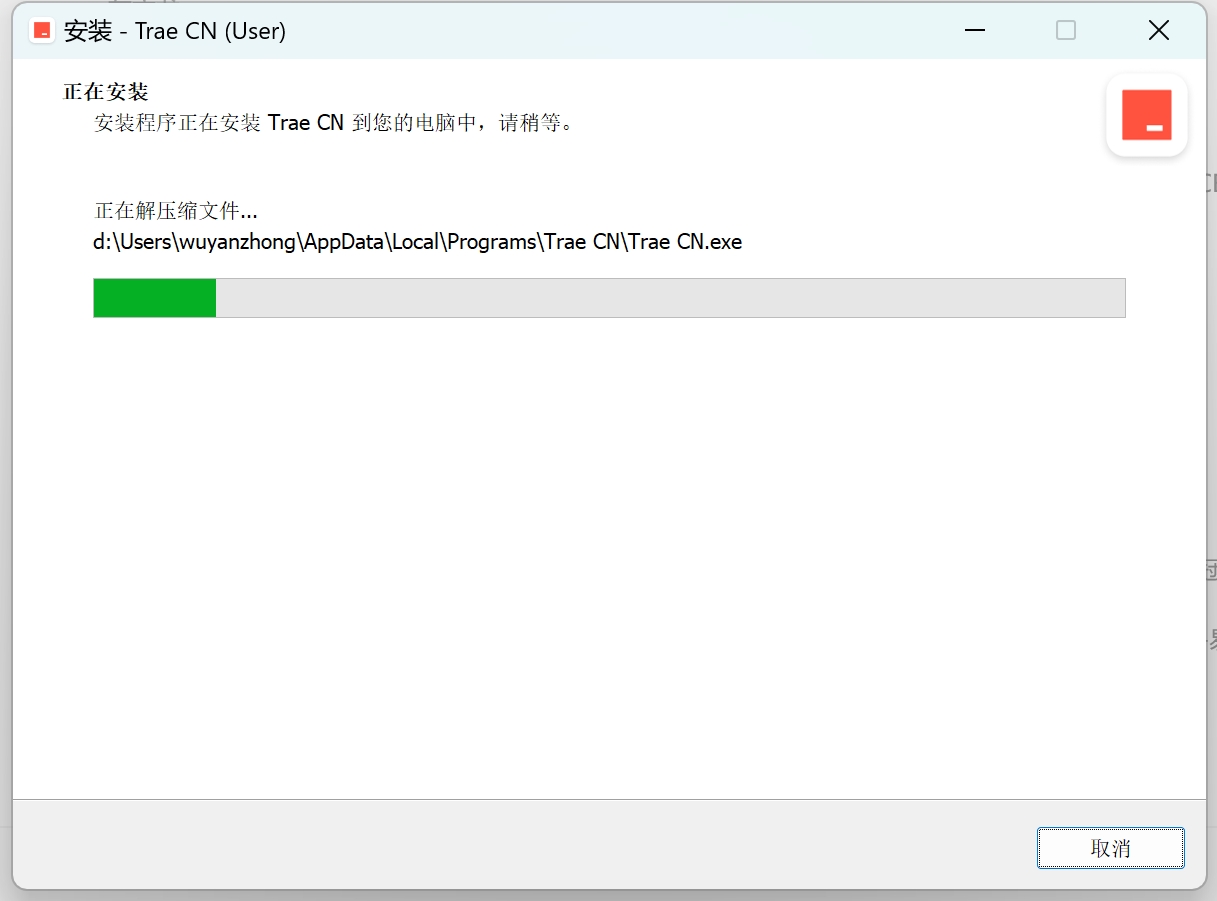 安装 - Trae CN (User)
正在安装
安装程序正在安装 Trae CN 到您的电脑中，请稍等。
正在解压缩文件...
d:\Users\wuyanzhong\AppData\Local\Programs\Trae CN\Trae CN.exe
取消